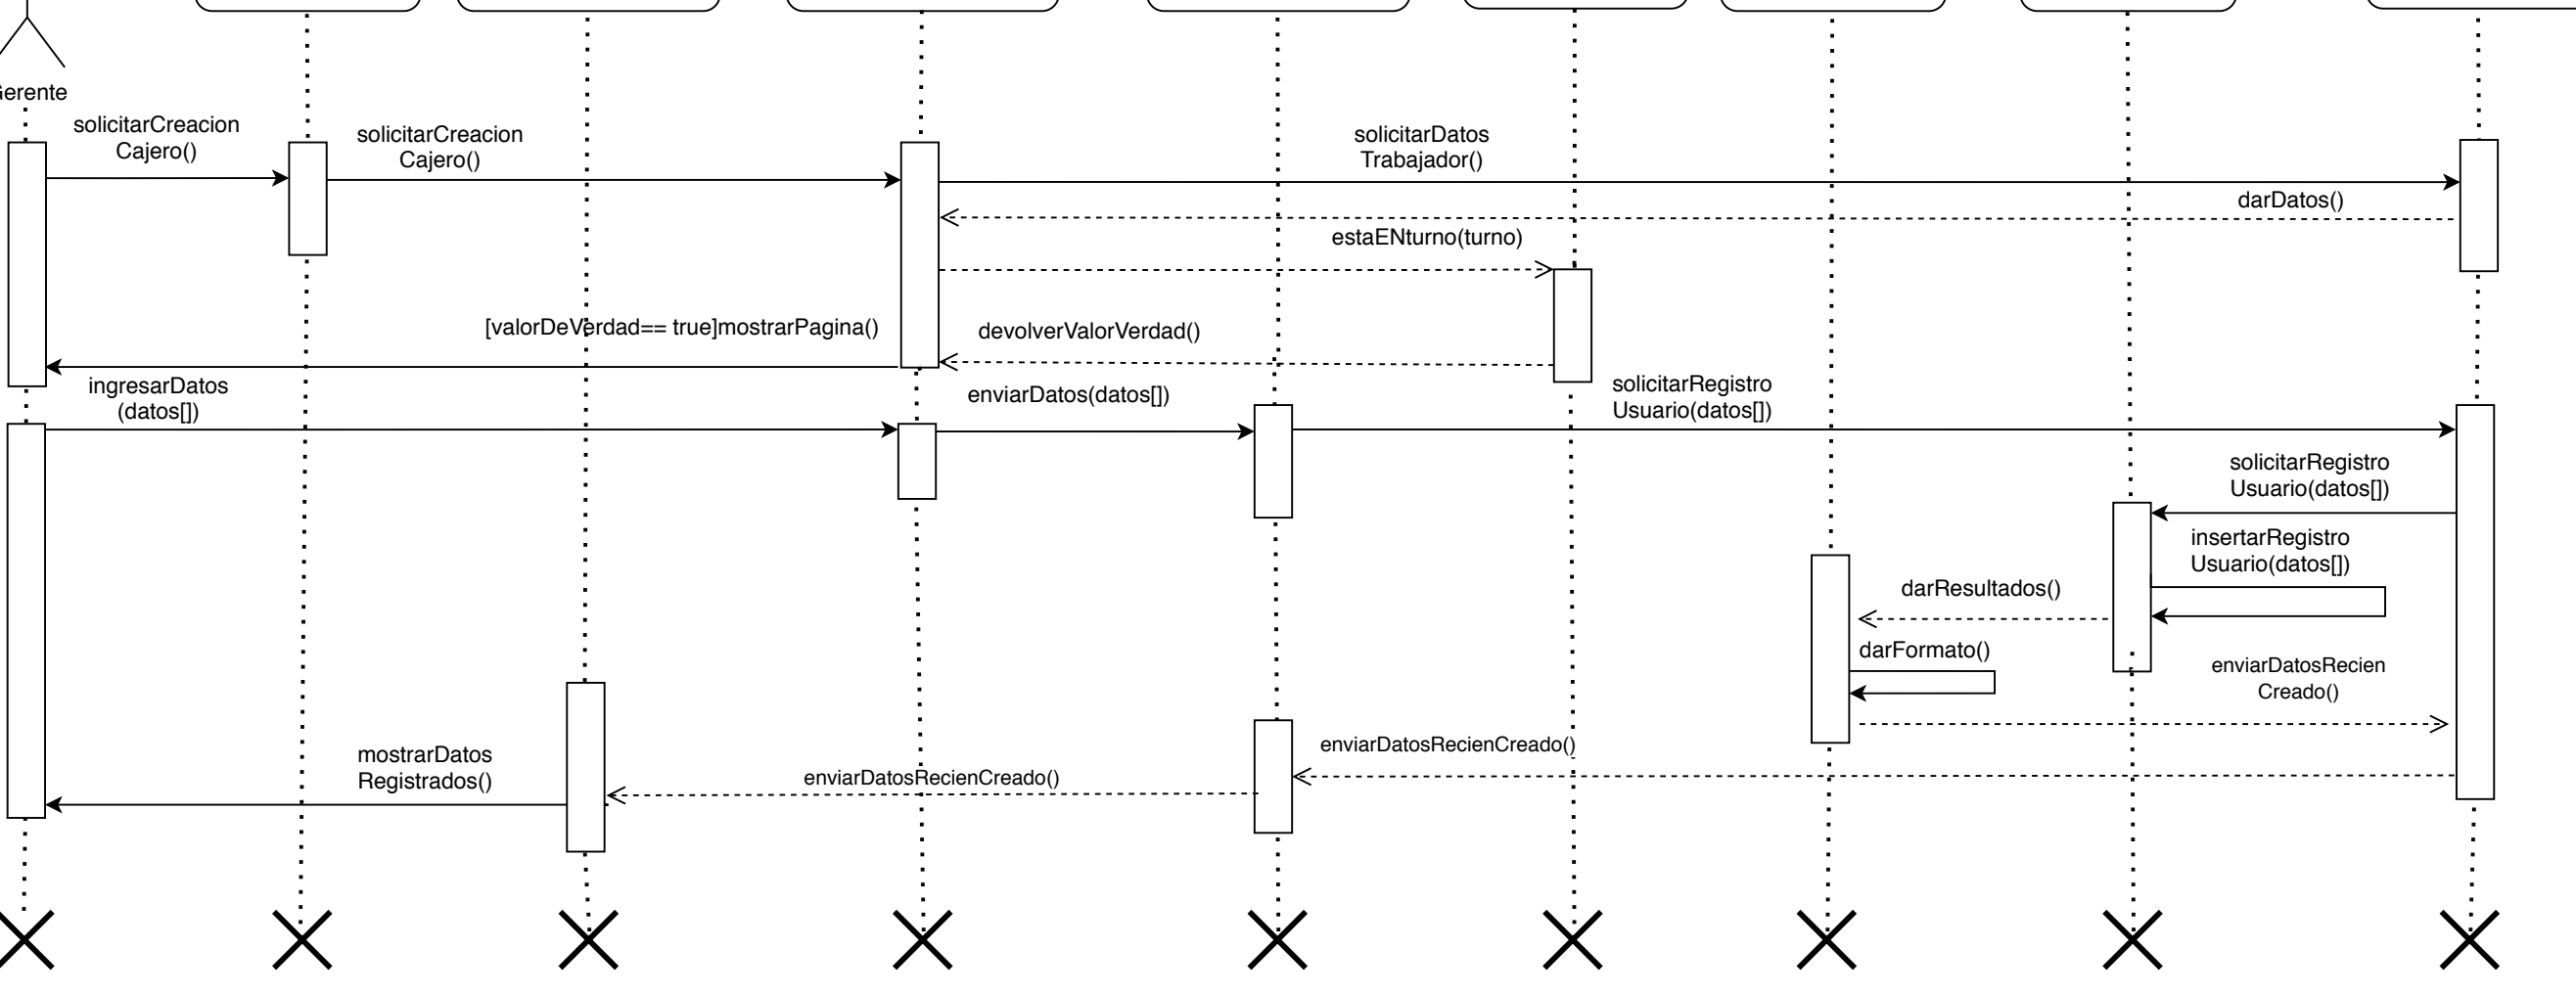 Gerente
solicitarCreacion
Cajero()
solicitarCreacion
Cajero()
solicitarDatos
Trabajador()
darDatos()
estaENturno(turno)
[valorDeVerdad== true]mostrarPagina()
devolverValorVerdad()
ingresarDatos
(datos[])
enviarDatos(datos[])
solicitarRegistro
Usuario(datos[])
solicitarRegistro
Usuario(datos[])
insertarRegistro
Usuario(datos[])
darResultados()
darFormato()
enviarDatosRecien
Creado()
enviarDatosRecienCreado()
enviarDatosRecienCreado()
mostrarDatos
Registrados()